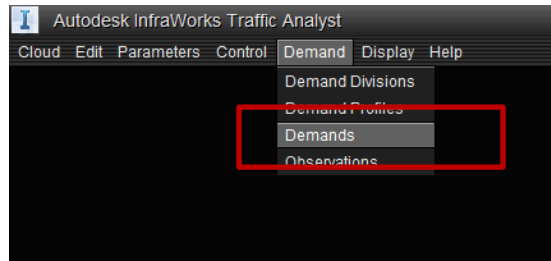 Autodesk InfraWorks Traffic Analyst
Cloud Edit Parameters Control Demand Display Help
Demand Divisions
Demand Profiles
Demands
Observations